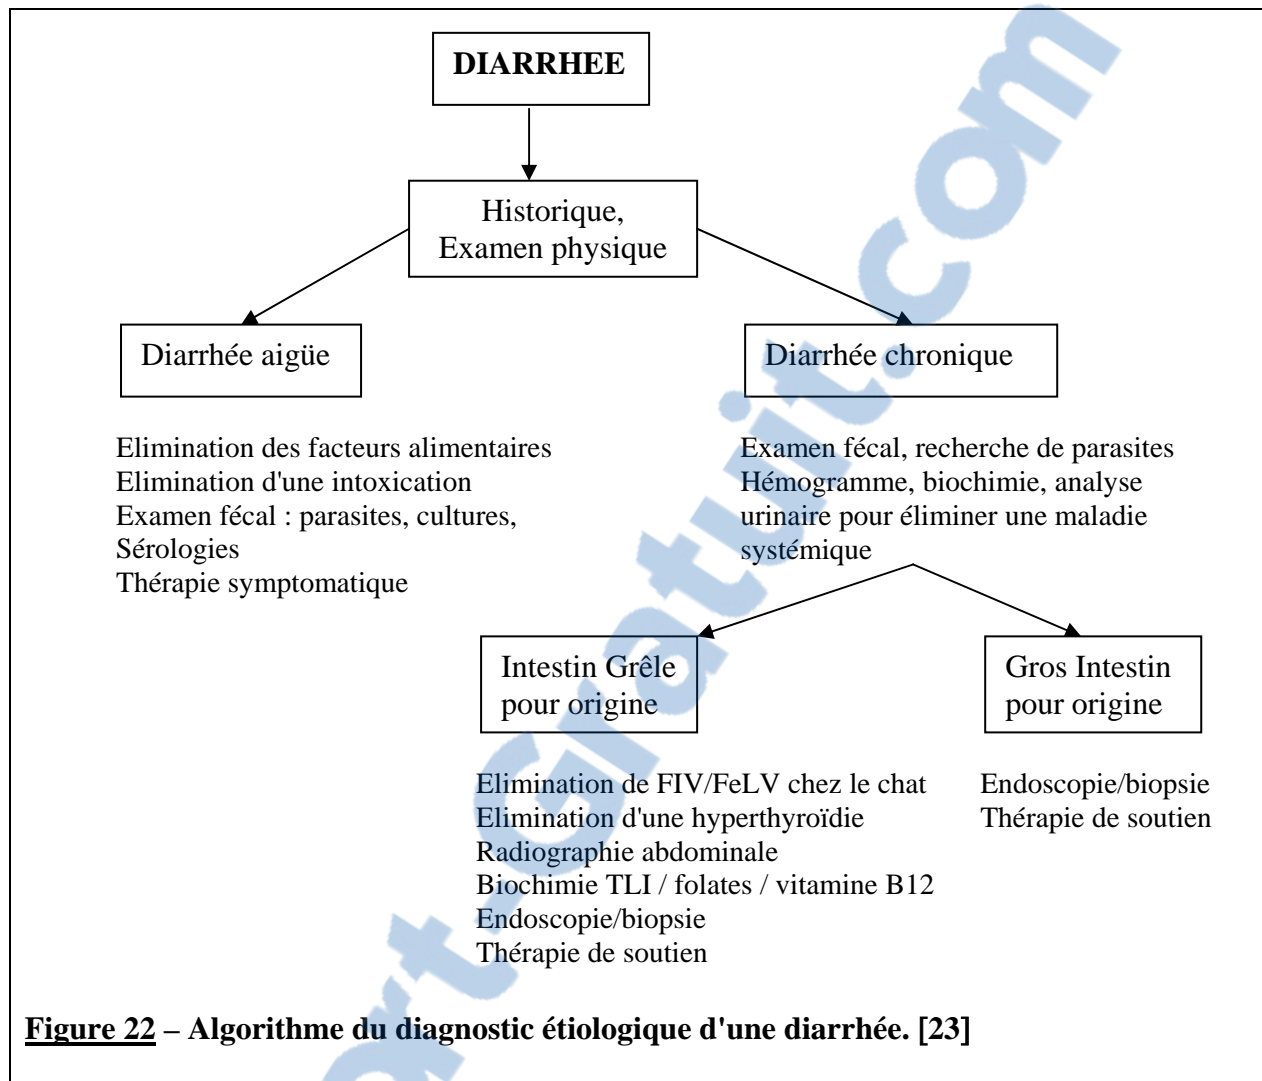 DIARRHEE
Historique,
Examen physique
Diarrhée aigüe
Diarrhée chronique
Elimination des facteurs alimentaires
Elimination d'une intoxication
Examen fécal : parasites, cultures,
Sérologies
Thérapie symptomatique
Examen fécal, recherche de parasites
Hémogramme, biochimie, analyse
urinaire pour éliminer une maladie
systémique
Intestin Grêle
pour origine
Gros Intestin
pour origine
Elimination de FIV/FeLV chez le chat
Elimination d'une hyperthyroïdie
Radiographie abdominale
Biochimie TLI / folates / vitamine B12
Endoscopie/biopsie
Thérapie de soutien
Endoscopie/biopsie
Thérapie de soutien
Figure 22 – Algorithme du diagnostic étiologique d'une diarrhée. [23]
rt-Gratuit.com